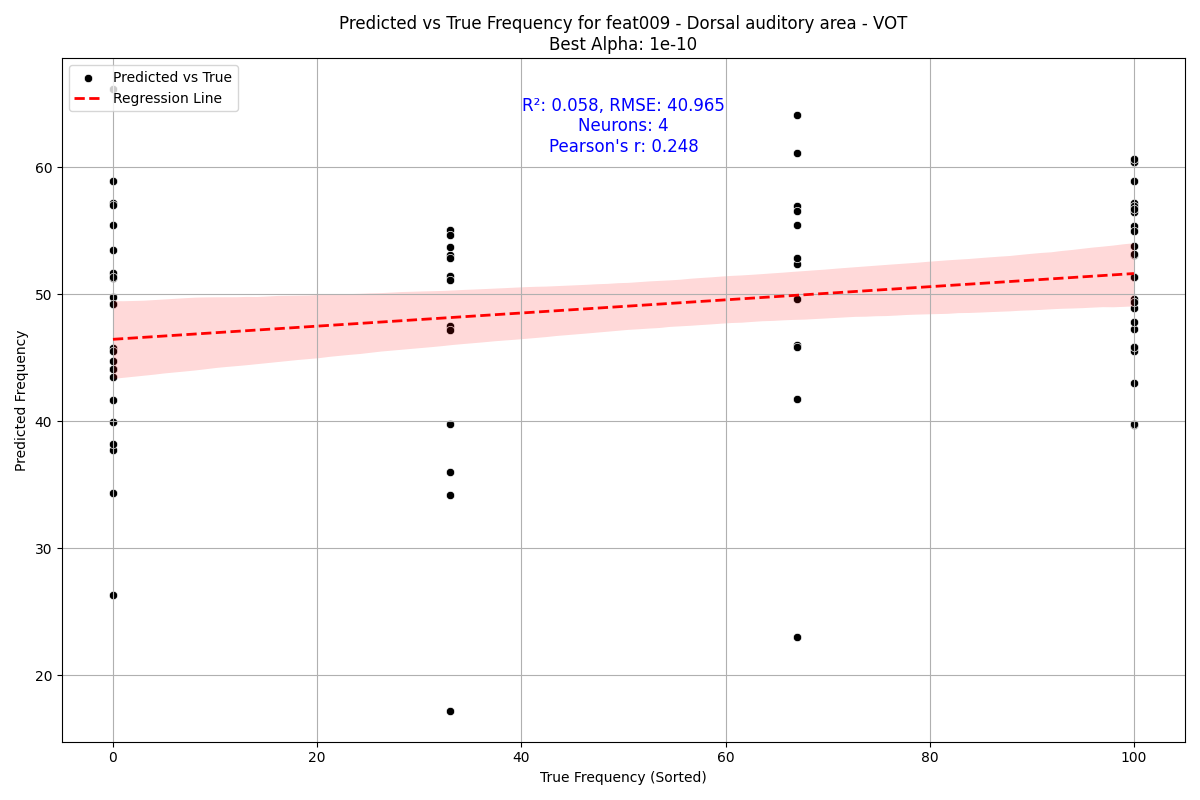 Predicted vs True Frequency for feat009 - Dorsal auditory area - VOT
Best Alpha: 1e-10
Predicted vs True
Regression Line
R²: 0.058, RMSE: 40.965
Neurons: 4
Pearson's r: 0.248
60
50
40
30
20
Predicted Frequency
0 20 40 60 80 100
True Frequency (Sorted)